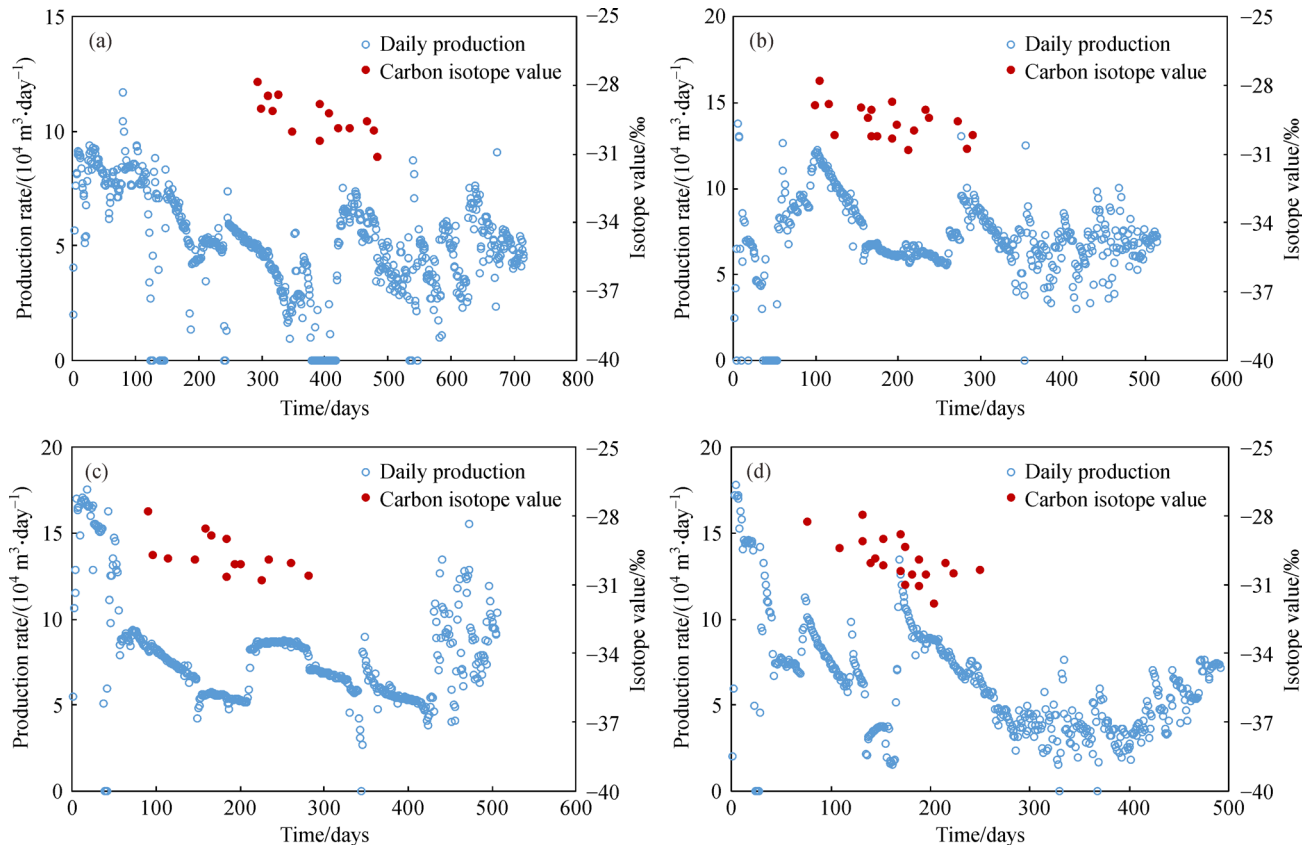 (a)
Daily production
Carbon isotope value
Production rate/(10⁴ m³·day⁻¹)
15
10
5
0
−25
−28
−31
−34
−37
−40
Isotope value/‰
0 100 200 300 400 500 600 700 800
Time/days
(b)
Daily production
Carbon isotope value
Production rate/(10⁴ m³·day⁻¹)
20
15
10
5
0
−25
−28
−31
−34
−37
−40
Isotope value/‰
0 100 200 300 400 500 600
Time/days
(c)
Daily production
Carbon isotope value
Production rate/(10⁴ m³·day⁻¹)
20
15
10
5
0
−25
−28
−31
−34
−37
−40
Isotope value/‰
0 100 200 300 400 500 600
Time/days
(d)
Daily production
Carbon isotope value
Production rate/(10⁴ m³·day⁻¹)
20
15
10
5
0
−25
−28
−31
−34
−37
−40
Isotope value/‰
0 100 200 300 400 500
Time/days